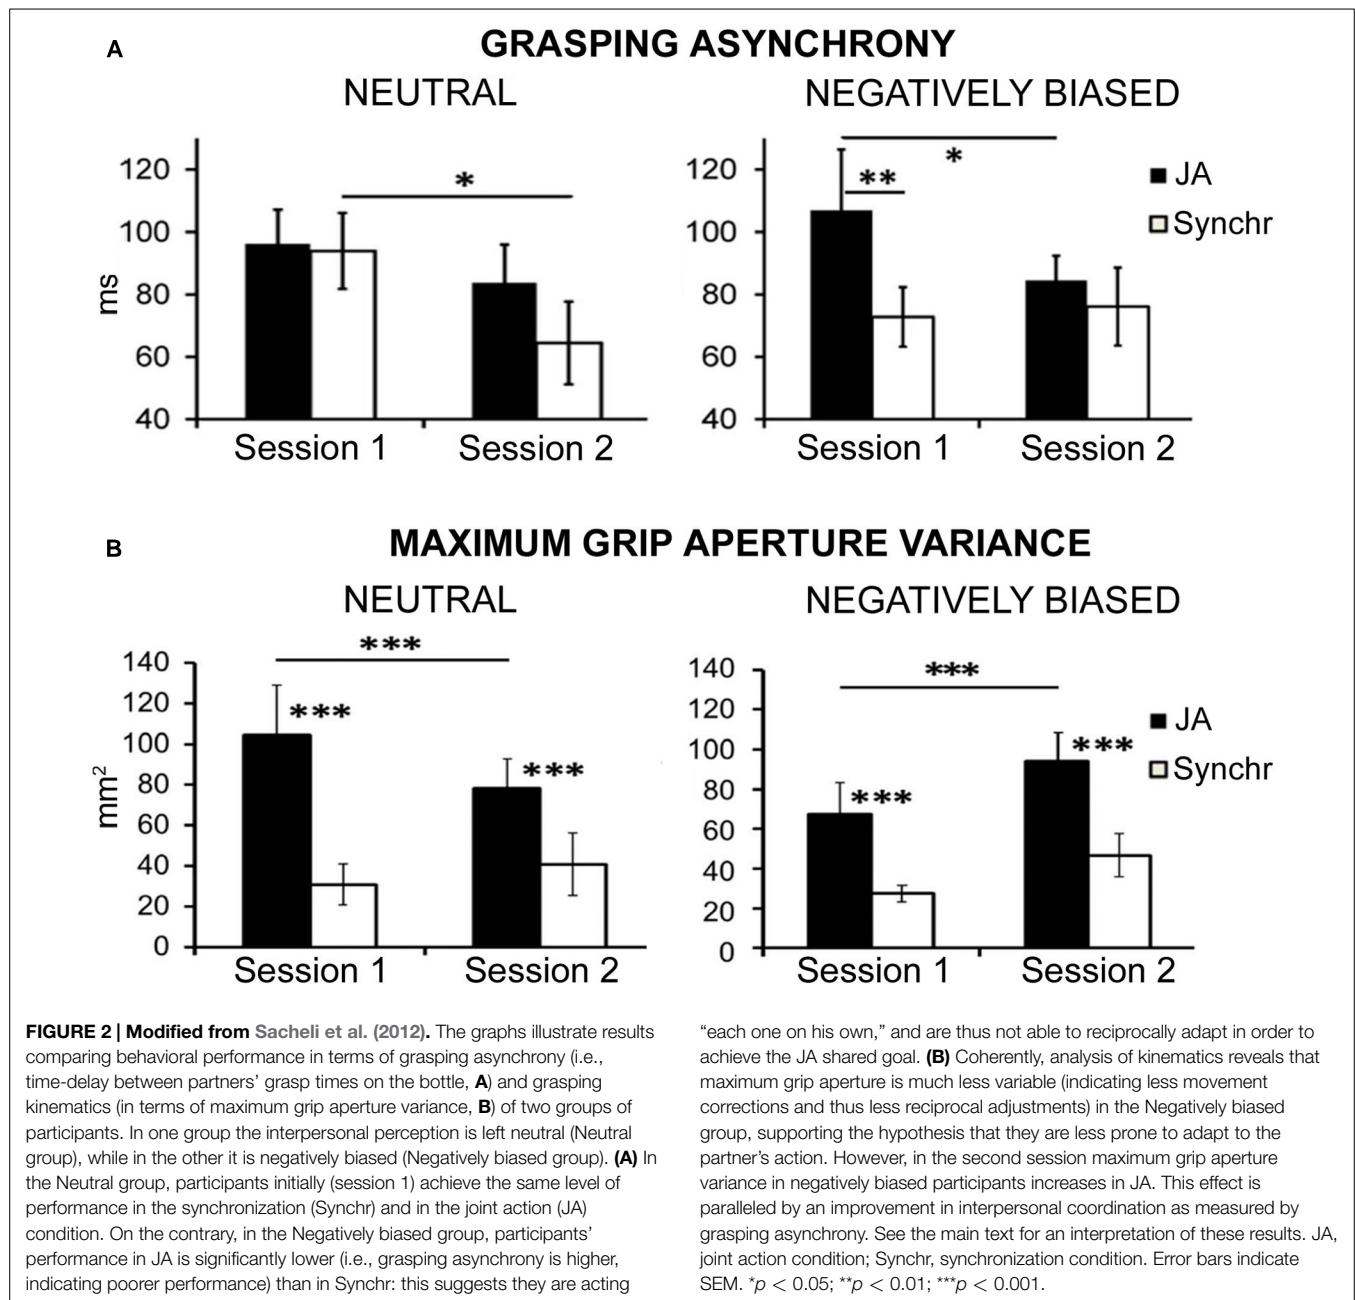 A
GRASPING ASYNCHRONY
NEUTRAL
NEGATIVELY BIASED
120
100
80
60
40
ms
*
Session 1
Session 2
120
100
80
60
40
**
*
JA
Synchr
Session 1
Session 2
B
MAXIMUM GRIP APERTURE VARIANCE
NEUTRAL
NEGATIVELY BIASED
140
120
100
80
60
40
20
0
mm²
***
***
***
Session 1
Session 2
140
120
100
80
60
40
20
0
***
***
***
JA
Synchr
Session 1
Session 2
FIGURE 2 | Modified from Sacheli et al. (2012). The graphs illustrate results
comparing behavioral performance in terms of grasping asynchrony (i.e.,
time-delay between partners’ grasp times on the bottle, A) and grasping
kinematics (in terms of maximum grip aperture variance, B) of two groups of
participants. In one group the interpersonal perception is left neutral (Neutral
group), while in the other it is negatively biased (Negatively biased group). (A) In
the Neutral group, participants initially (session 1) achieve the same level of
performance in the synchronization (Synchr) and in the joint action (JA)
condition. On the contrary, in the Negatively biased group, participants’
performance in JA is significantly lower (i.e., grasping asynchrony is higher,
indicating poorer performance) than in Synchr: this suggests they are acting
“each one on his own,” and are thus not able to reciprocally adapt in order to
achieve the JA shared goal. (B) Coherently, analysis of kinematics reveals that
maximum grip aperture is much less variable (indicating less movement
corrections and thus less reciprocal adjustments) in the Negatively biased
group, supporting the hypothesis that they are less prone to adapt to the
partner’s action. However, in the second session maximum grip aperture
variance in negatively biased participants increases in JA. This effect is
paralleled by an improvement in interpersonal coordination as measured by
grasping asynchrony. See the main text for an interpretation of these results. JA,
joint action condition; Synchr, synchronization condition. Error bars indicate
SEM. *p < 0.05; **p < 0.01; ***p < 0.001.